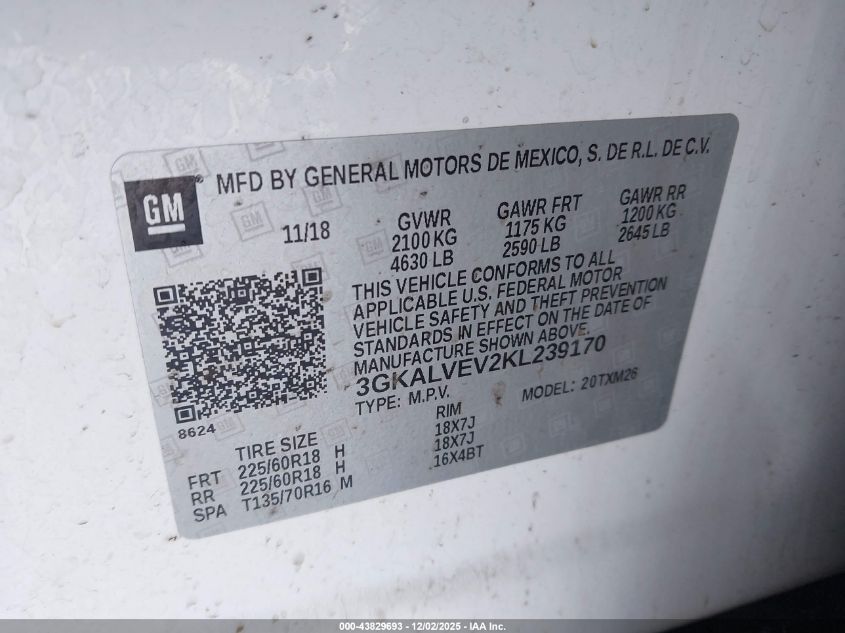 GM
MFD BY GENERAL MOTORS DE MEXICO, S. DE R.L. DE C.V.
11/18
GVWR
2100 KG
4630 LB
GAWR FRT
1175 KG
2590 LB
GAWR RR
1200 KG
2645 LB
THIS VEHICLE CONFORMS TO ALL
APPLICABLE U.S. FEDERAL MOTOR
VEHICLE SAFETY AND THEFT PREVENTION
STANDARDS IN EFFECT ON THE DATE OF
MANUFACTURE SHOWN ABOVE.
3GKALVEV2KL239170
TYPE: M.P.V.
MODEL: 20TXM26
8624
TIRE SIZE RIM
FRT 225/60R18 H 18X7J
RR 225/60R18 H 18X7J
SPA T135/70R16 M 16X4BT
000-43829693 - 12/02/2025 - IAA Inc.